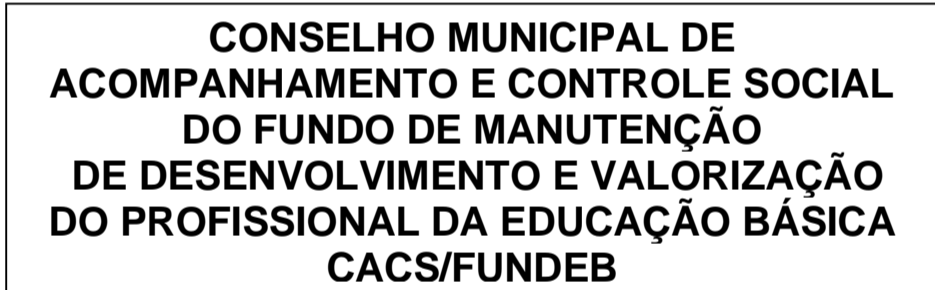 CONSELHO MUNICIPAL DE
ACOMPANHAMENTO E CONTROLE SOCIAL
DO FUNDO DE MANUTENÇÃO
DE DESENVOLVIMENTO E VALORIZAÇÃO
DO PROFISSIONAL DA EDUCAÇÃO BÁSICA
CACS/FUNDEB